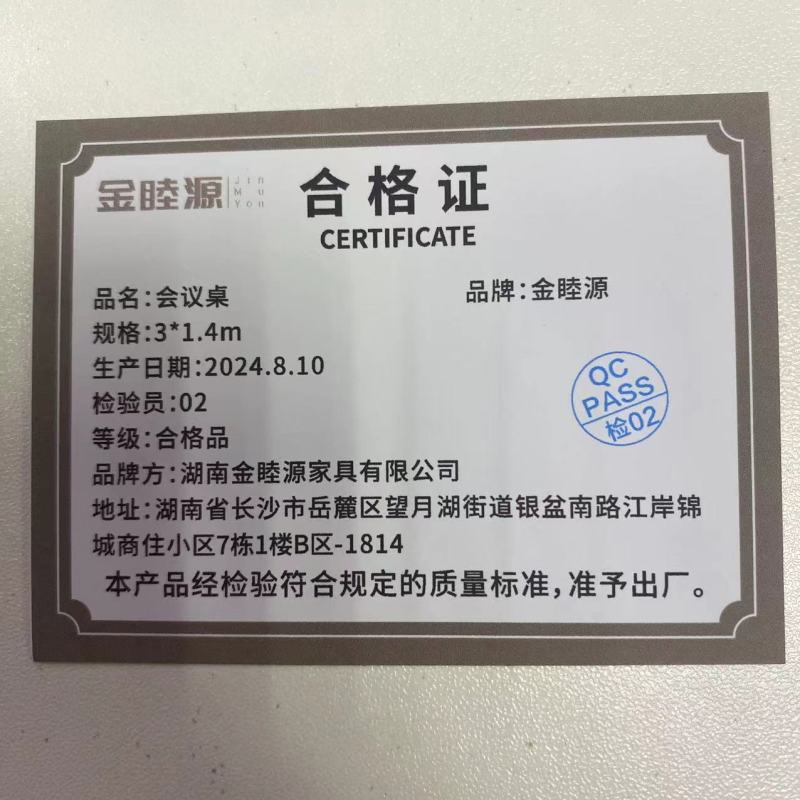 金睦源 Jin Mu Yon
合格证
CERTIFICATE
品名:会议桌 品牌:金睦源
规格:3*1.4m
生产日期:2024.8.10
检验员:02
QC
PASS
检02
等级:合格品
品牌方:湖南金睦源家具有限公司
地址:湖南省长沙市岳麓区望月湖街道银盆南路江岸锦
城商住小区7栋1楼B区-1814
本产品经检验符合规定的质量标准,准予出厂。